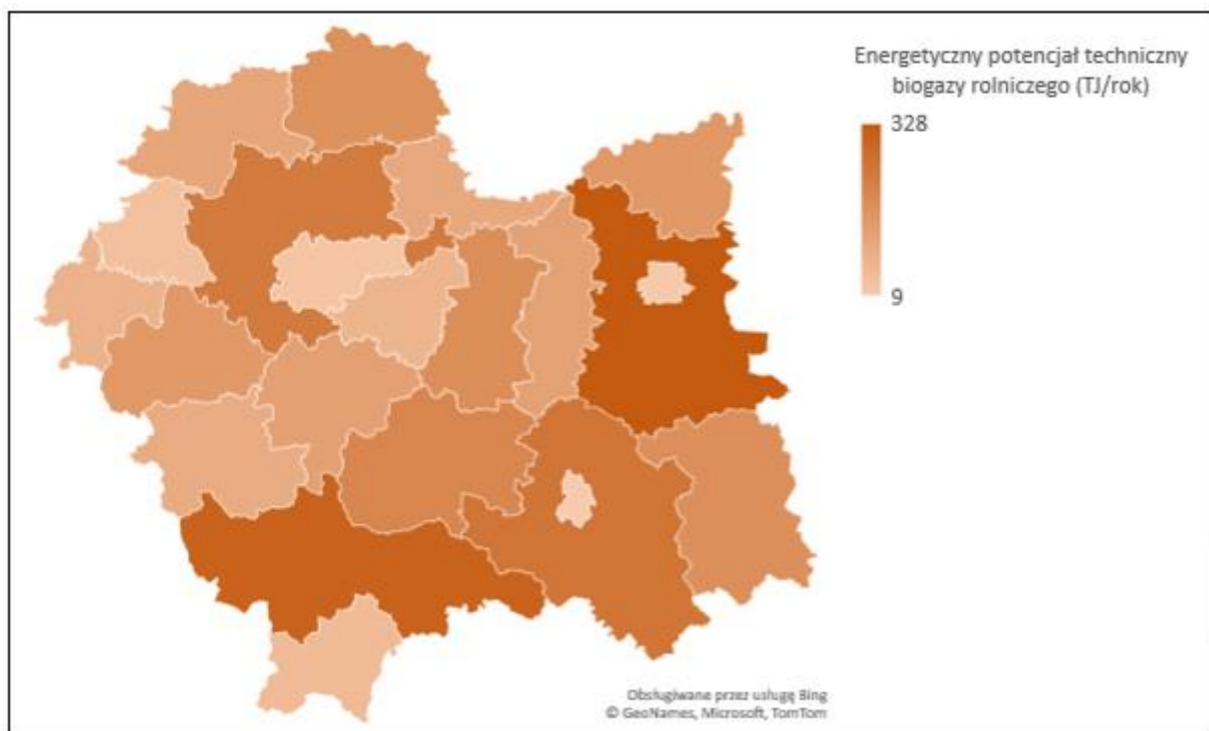 Energetyczny potencjał techniczny
biogazy rolniczego (TJ/rok)
328
9
Obsługiwane przez usługę Bing
© GeoNames, Microsoft, TomTom